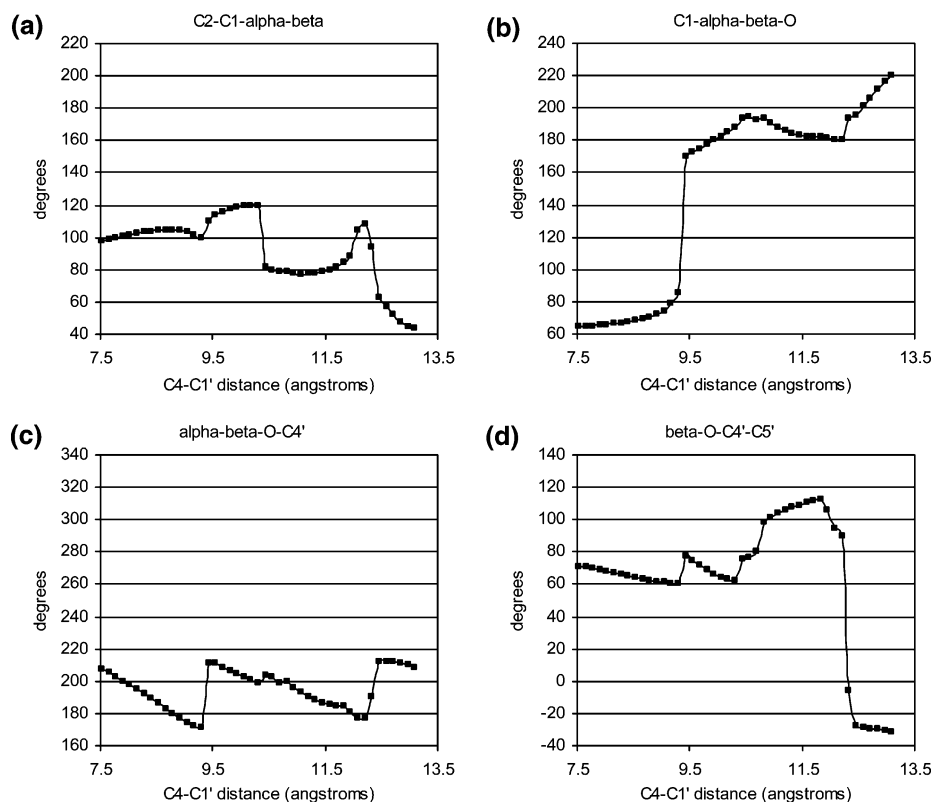 (a)
C2-C1-alpha-beta
220
200
180
160
140
120
100
80
60
40
degrees
7.5 9.5 11.5 13.5
C4-C1' distance (angstroms)
(b)
C1-alpha-beta-O
240
220
200
180
160
140
120
100
80
60
degrees
7.5 9.5 11.5 13.5
C4-C1' distance (angstroms)
(c)
alpha-beta-O-C4'
340
320
300
280
260
240
220
200
180
160
degrees
7.5 9.5 11.5 13.5
C4-C1' distance (angstroms)
(d)
beta-O-C4'-C5'
140
120
100
80
60
40
20
0
-20
-40
degrees
7.5 9.5 11.5 13.5
C4-C1' distance (angstroms)